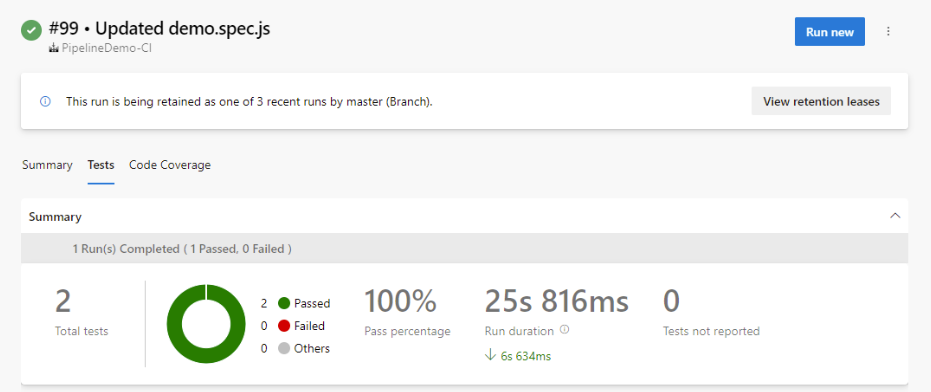 #99 • Updated demo.spec.js
Run new
PipelineDemo-CI
This run is being retained as one of 3 recent runs by master (Branch).
View retention leases
Summary Tests Code Coverage
Summary
1 Run(s) Completed ( 1 Passed, 0 Failed )
2
Total tests
2 Passed
0 Failed
0 Others
100%
Pass percentage
25s 816ms
Run duration
6s 634ms
0
Tests not reported